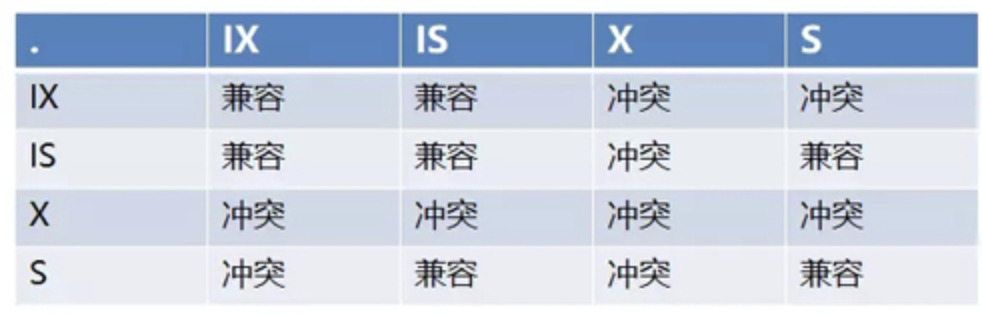 . IX IS X S
IX 兼容 兼容 冲突 冲突
IS 兼容 兼容 冲突 兼容
X 冲突 冲突 冲突 冲突
S 冲突 兼容 冲突 兼容